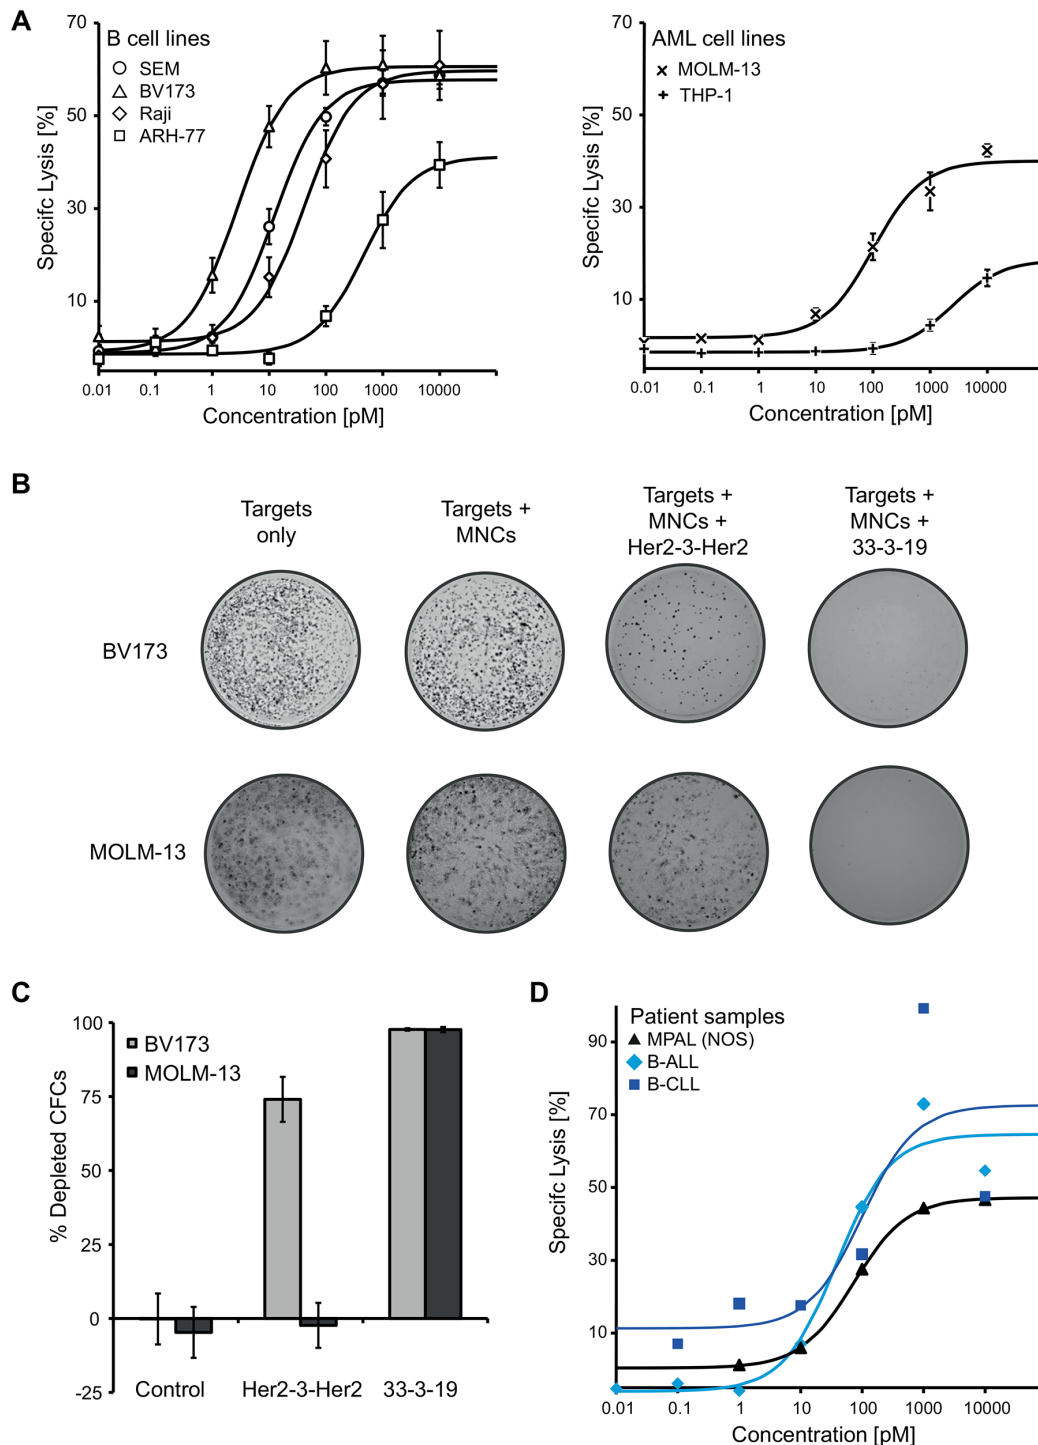 A
70
50
30
10
Specifc Lysis [%]
B cell lines
SEM
BV173
Raji
ARH-77
0.01 0.1 1 10 100 1000 10000
Concentration [pM]
70
50
30
10
Specifc Lysis [%]
AML cell lines
MOLM-13
THP-1
0.01 0.1 1 10 100 1000 10000
Concentration [pM]
B
Targets
only
Targets +
MNCs
Targets +
MNCs +
Her2-3-Her2
Targets +
MNCs +
33-3-19
BV173
MOLM-13
C
100
75
50
25
0
-25
% Depleted CFCs
BV173
MOLM-13
Control Her2-3-Her2 33-3-19
D
90
70
50
30
10
Specifc Lysis [%]
Patient samples
MPAL (NOS)
B-ALL
B-CLL
0.01 0.1 1 10 100 1000 10000
Concentration [pM]